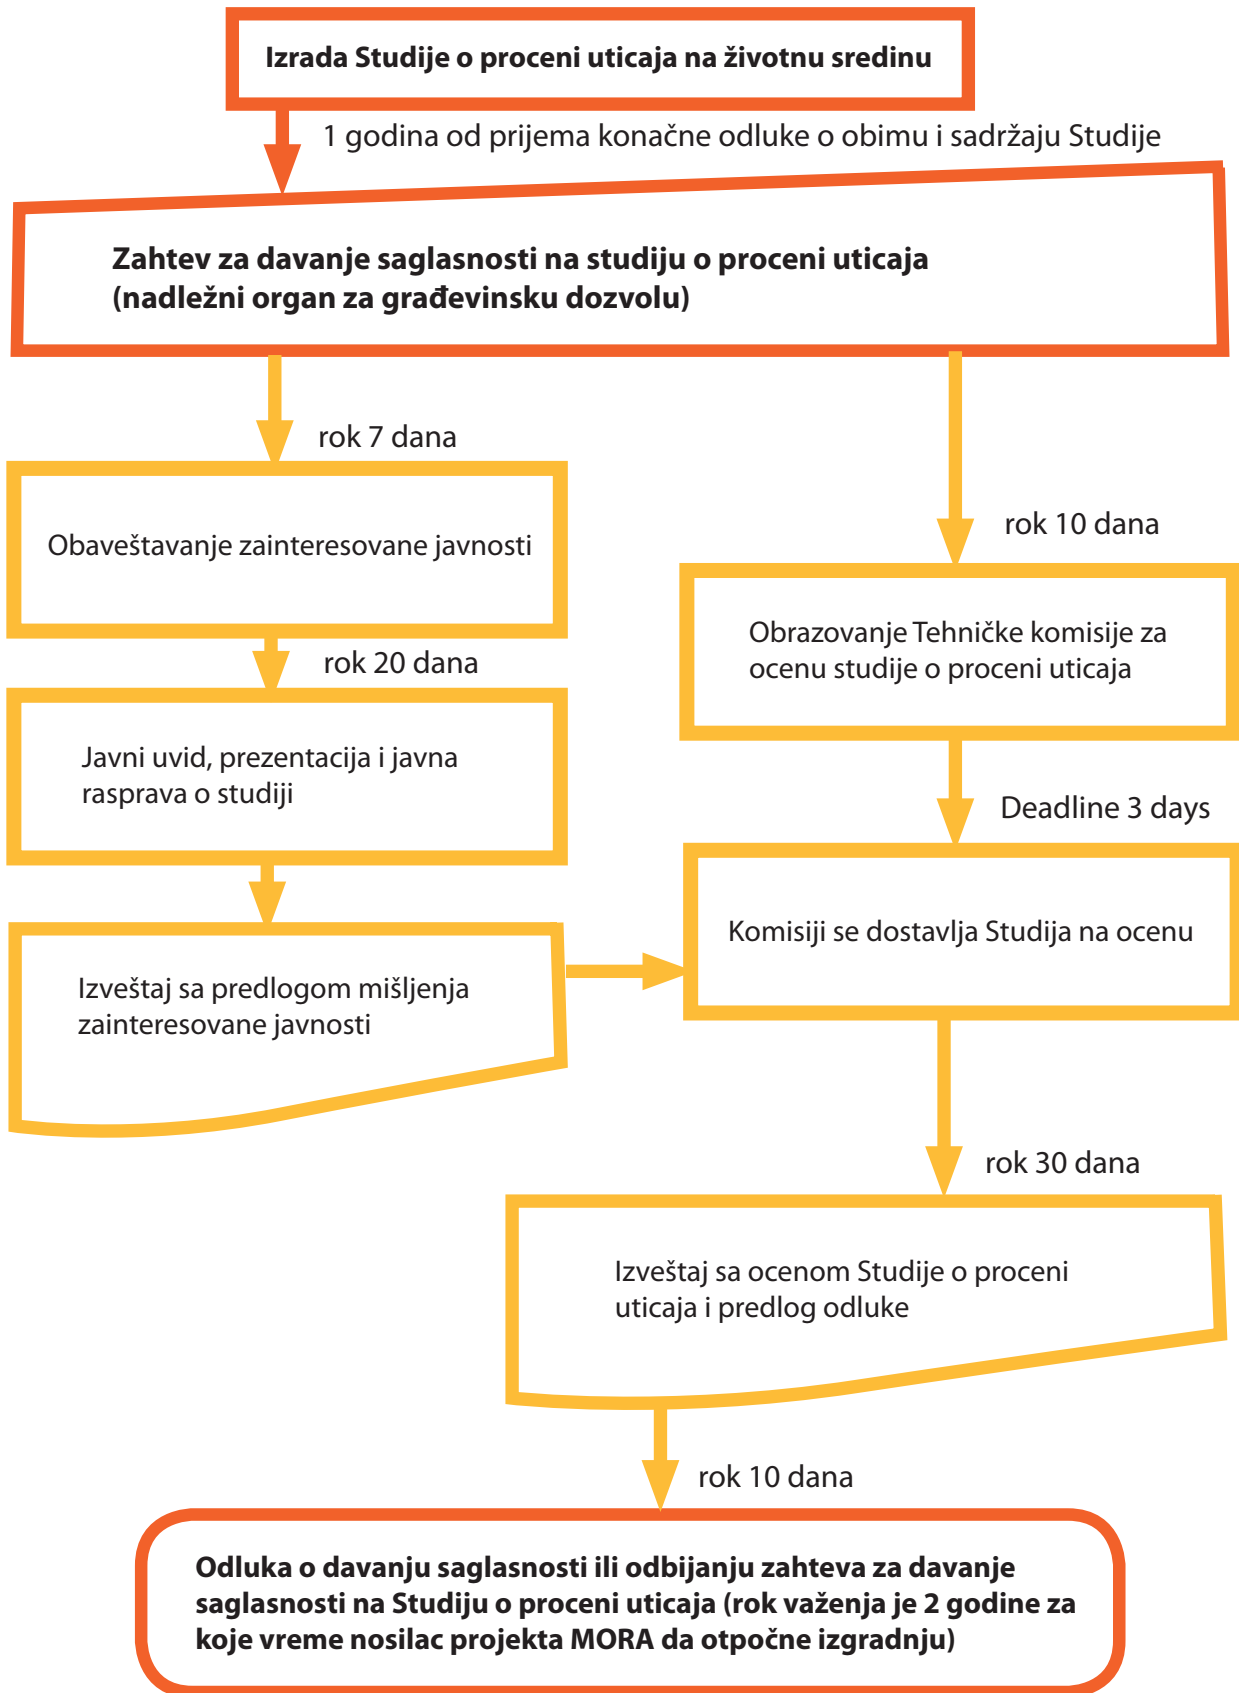 Izrada Studije o proceni uticaja na životnu sredinu
1 godina od prijema konačne odluke o obimu i sadržaju Studije
Zahtev za davanje saglasnosti na studiju o proceni uticaja
(nadležni organ za građevinsku dozvolu)
rok 7 dana
Obaveštavanje zainteresovane javnosti
rok 20 dana
Javni uvid, prezentacija i javna
rasprava o studiji
Izveštaj sa predlogom mišljenja
zainteresovane javnosti
rok 10 dana
Obrazovanje Tehničke komisije za
ocenu studije o proceni uticaja
Deadline 3 days
Komisiji se dostavlja Studija na ocenu
rok 30 dana
Izveštaj sa ocenom Studije o proceni
uticaja i predlog odluke
rok 10 dana
Odluka o davanju saglasnosti ili odbijanju zahteva za davanje
saglasnosti na Studiju o proceni uticaja (rok važenja je 2 godine za
koje vreme nosilac projekta MORA da otpočne izgradnju)